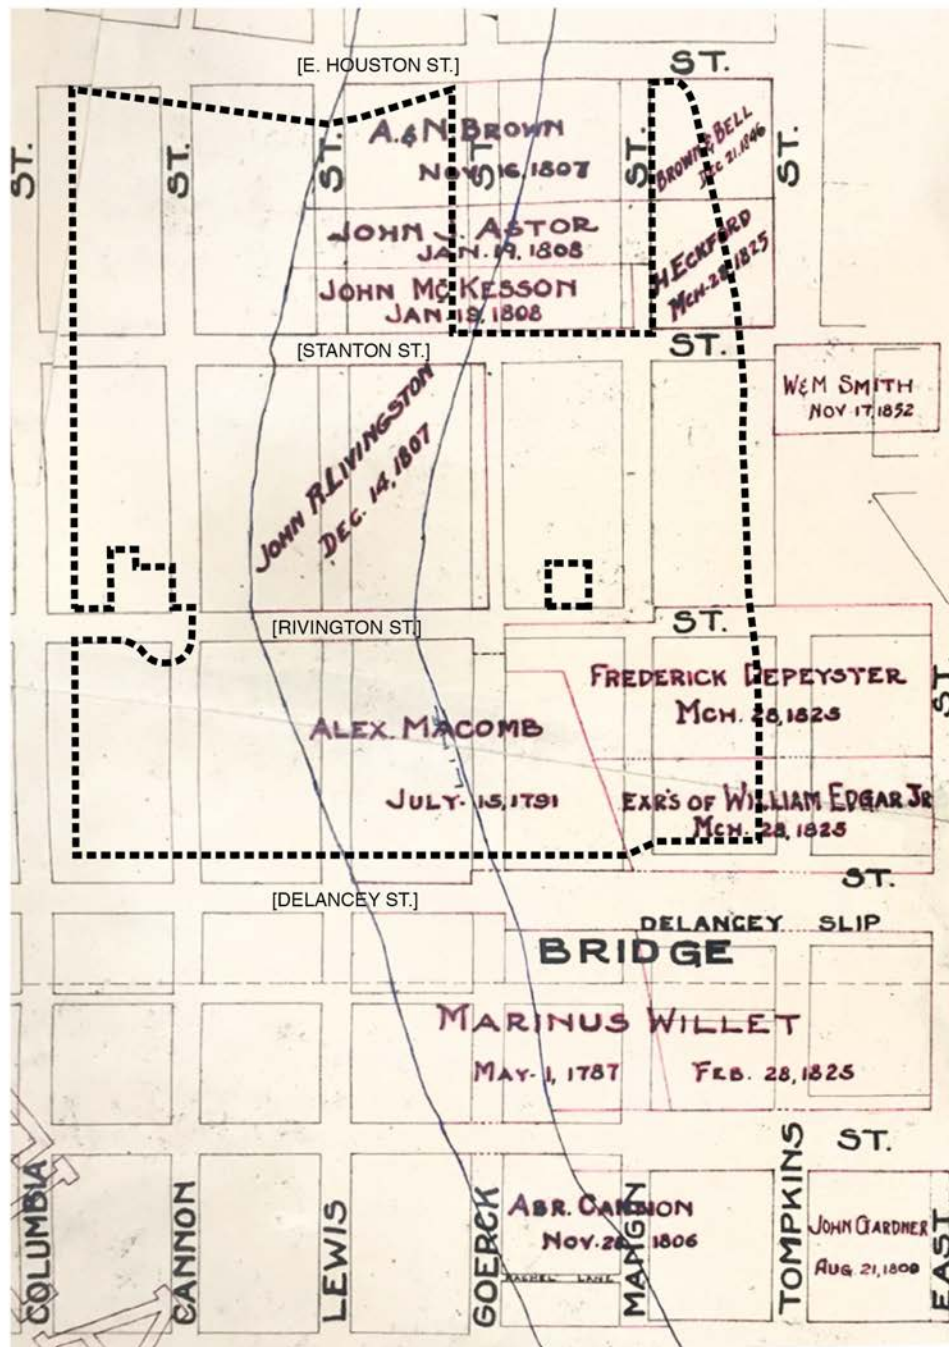 [E. HOUSTON ST.]
ST.
ST.
ST.
ST.
ST.
ST.
ST.
A. & N. BROWN
NOV. 16, 1807
BROWN & BELL
DEC 21, 1846
JOHN J. ASTOR
JAN. 19, 1808
JOHN McKESSON
JAN 19, 1808
H ECKFORD
MCH. 28, 1825
[STANTON ST.]
ST.
W & M SMITH
NOV 17, 1852
JOHN R. LIVINGSTON
DEC. 14, 1807
[RIVINGTON ST.]
ST.
FREDERICK DEPEYSTER
MCH. 28, 1825
ST.
ALEX. MACOMB
JULY. 15, 1791
EXR'S OF WILLIAM EDGAR JR
MCH. 28, 1825
ST.
[DELANCEY ST.]
DELANCEY SLIP
BRIDGE
MARINUS WILLET
MAY. 1, 1787
FEB. 28, 1825
ST.
COLUMBIA
CANNON
LEWIS
GOERCK
MANGIN
TOMPKINS
EAST
ABR. CANNON
NOV. 1806
RACHEL LANE
JOHN GARDNER
AUG. 21, 1809